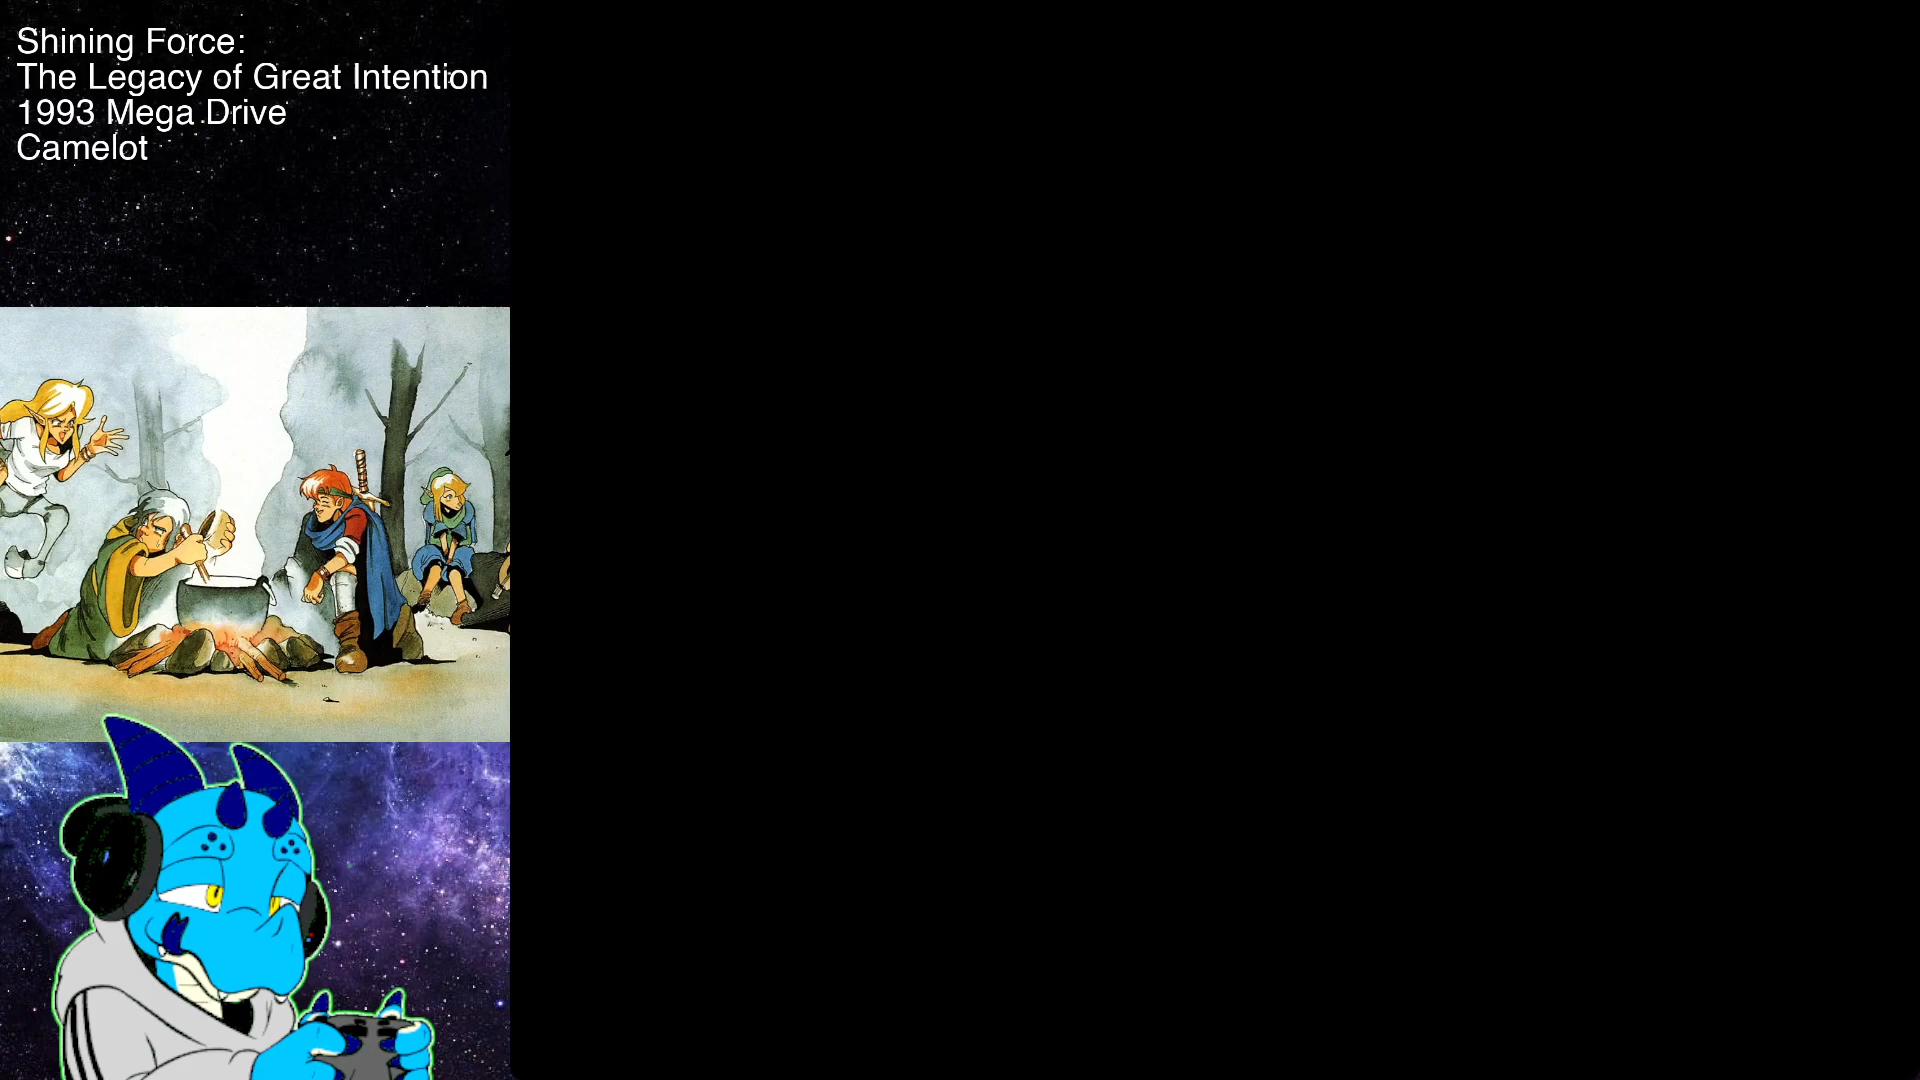 Shining Force:
The Legacy of Great Intention
1993 Mega Drive
Camelot